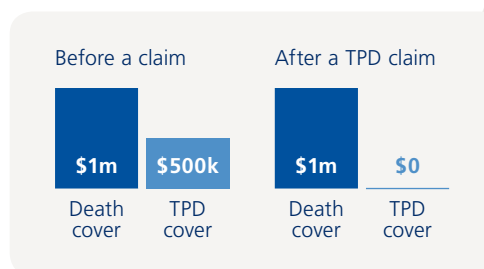 Before a claim
$1m
$500k
Death cover
TPD cover
After a TPD claim
$1m
$0
Death cover
TPD cover